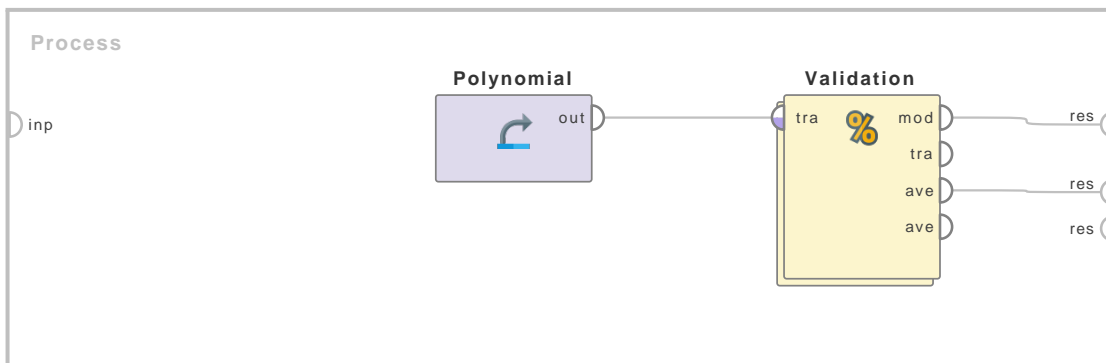 Process
Polynomial
Validation
inp
out
tra
mod
res
tra
ave
res
ave
res